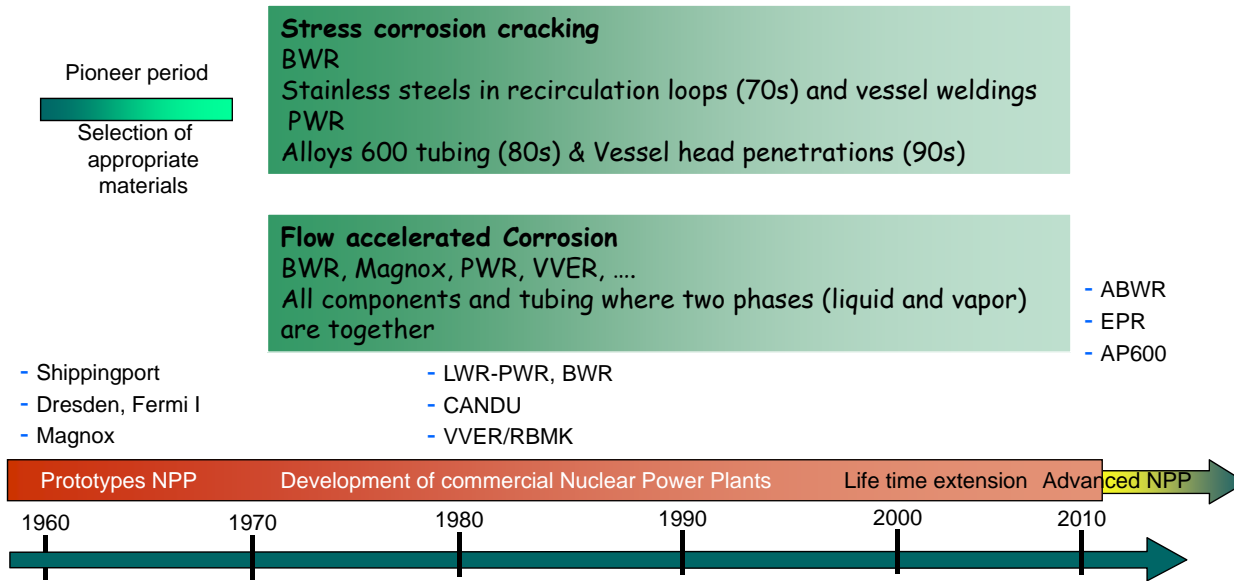 Stress corrosion cracking
BWR
Stainless steels in recirculation loops (70s) and vessel weldings
PWR
Alloys 600 tubing (80s) & Vessel head penetrations (90s)
Pioneer period
Selection of
appropriate
materials
Flow accelerated Corrosion
BWR, Magnox, PWR, VVER, ....
All components and tubing where two phases (liquid and vapor)
are together
- ABWR
- EPR
- AP600
- Shippingport
- Dresden, Fermi I
- Magnox
- LWR-PWR, BWR
- CANDU
- VVER/RBMK
Prototypes NPP
Development of commercial Nuclear Power Plants
Life time extension
Advanced NPP
1960
1970
1980
1990
2000
2010